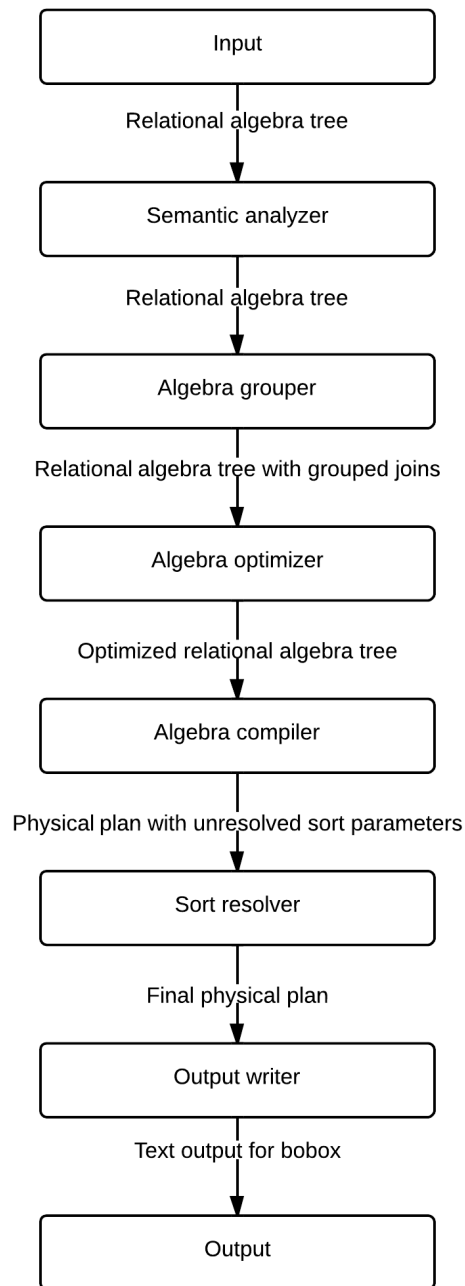 Input
Relational algebra tree
Semantic analyzer
Relational algebra tree
Algebra grouper
Relational algebra tree with grouped joins
Algebra optimizer
Optimized relational algebra tree
Algebra compiler
Physical plan with unresolved sort parameters
Sort resolver
Final physical plan
Output writer
Text output for bobox
Output